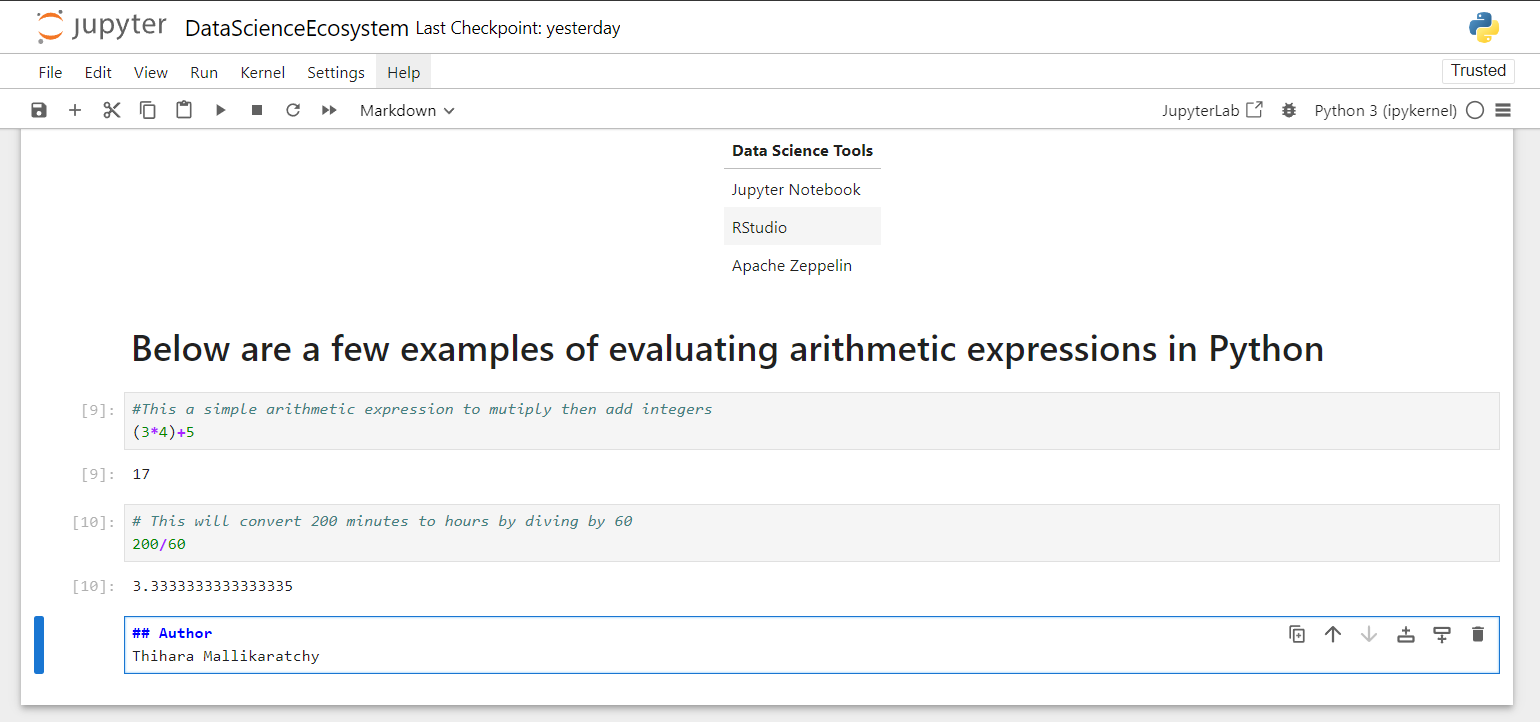 jupyter DataScienceEcosystem Last Checkpoint: yesterday
File Edit View Run Kernel Settings Help
Trusted
Markdown JupyterLab Python 3 (ipykernel)
Data Science Tools
Jupyter Notebook
RStudio
Apache Zeppelin
Below are a few examples of evaluating arithmetic expressions in Python
[9]: #This a simple arithmetic expression to mutiply then add integers
(3*4)+5
[9]: 17
[10]: # This will convert 200 minutes to hours by diving by 60
200/60
[10]: 3.3333333333333335
## Author
Thihara Mallikaratchy